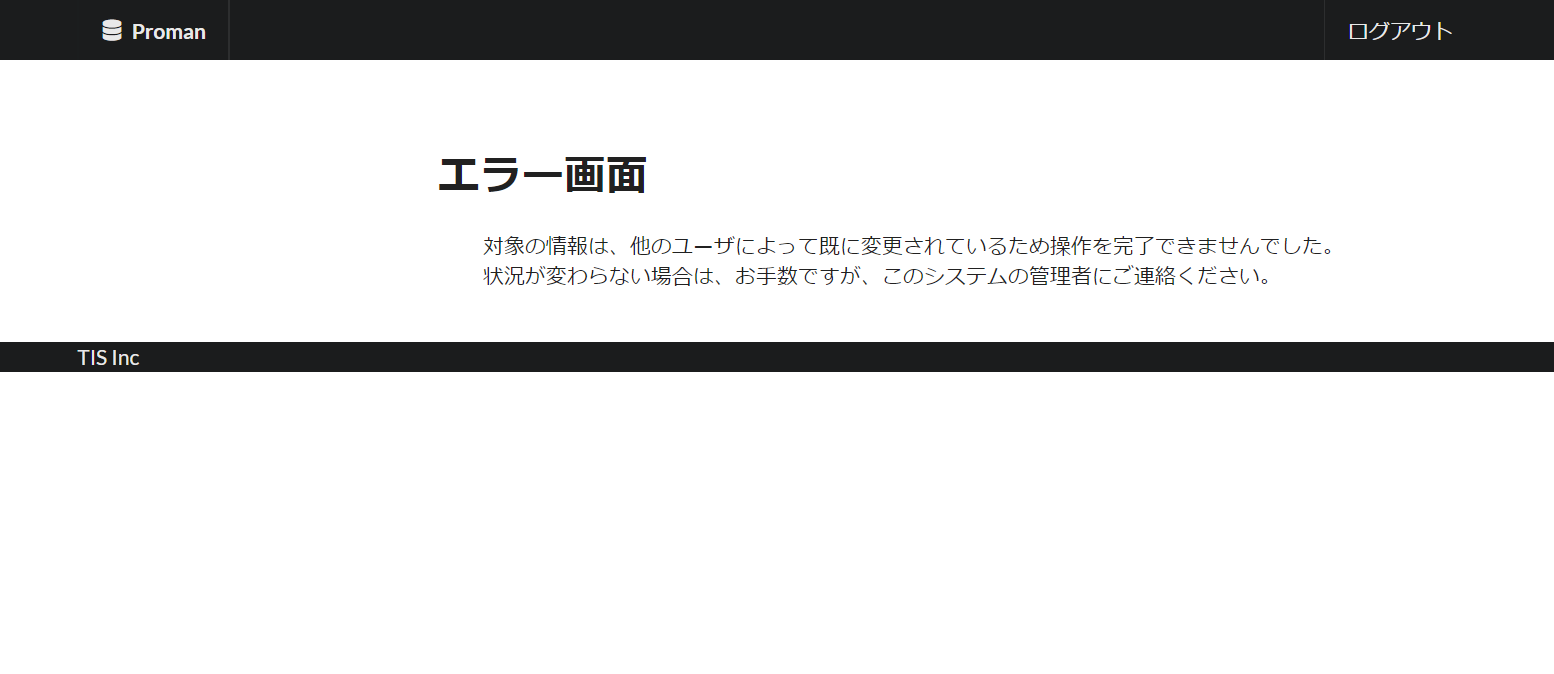 Proman
ログアウト
エラー画面
対象の情報は、他のユーザによって既に変更されているため操作を完了できませんでした。
状況が変わらない場合は、お手数ですが、このシステムの管理者にご連絡ください。
TIS Inc